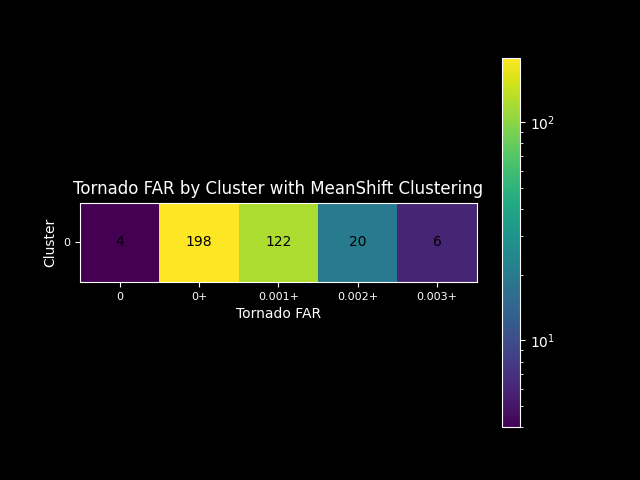 Tornado FAR by Cluster with MeanShift Clustering
Cluster
0
4 198 122 20 6
0 0+ 0.001+ 0.002+ 0.003+
Tornado FAR
10²
10¹